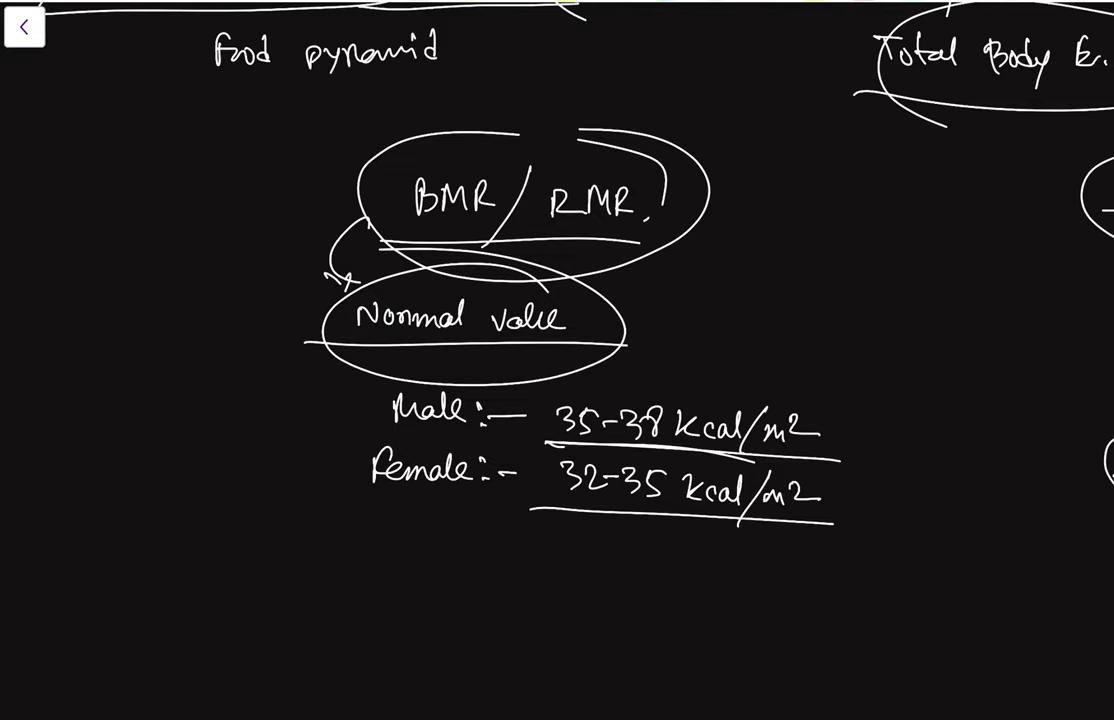 Food pyramid
Total Body E.
BMR / RMR.
Normal value
Male:- 35-38 Kcal/m2
Female:- 32-35 Kcal/m2